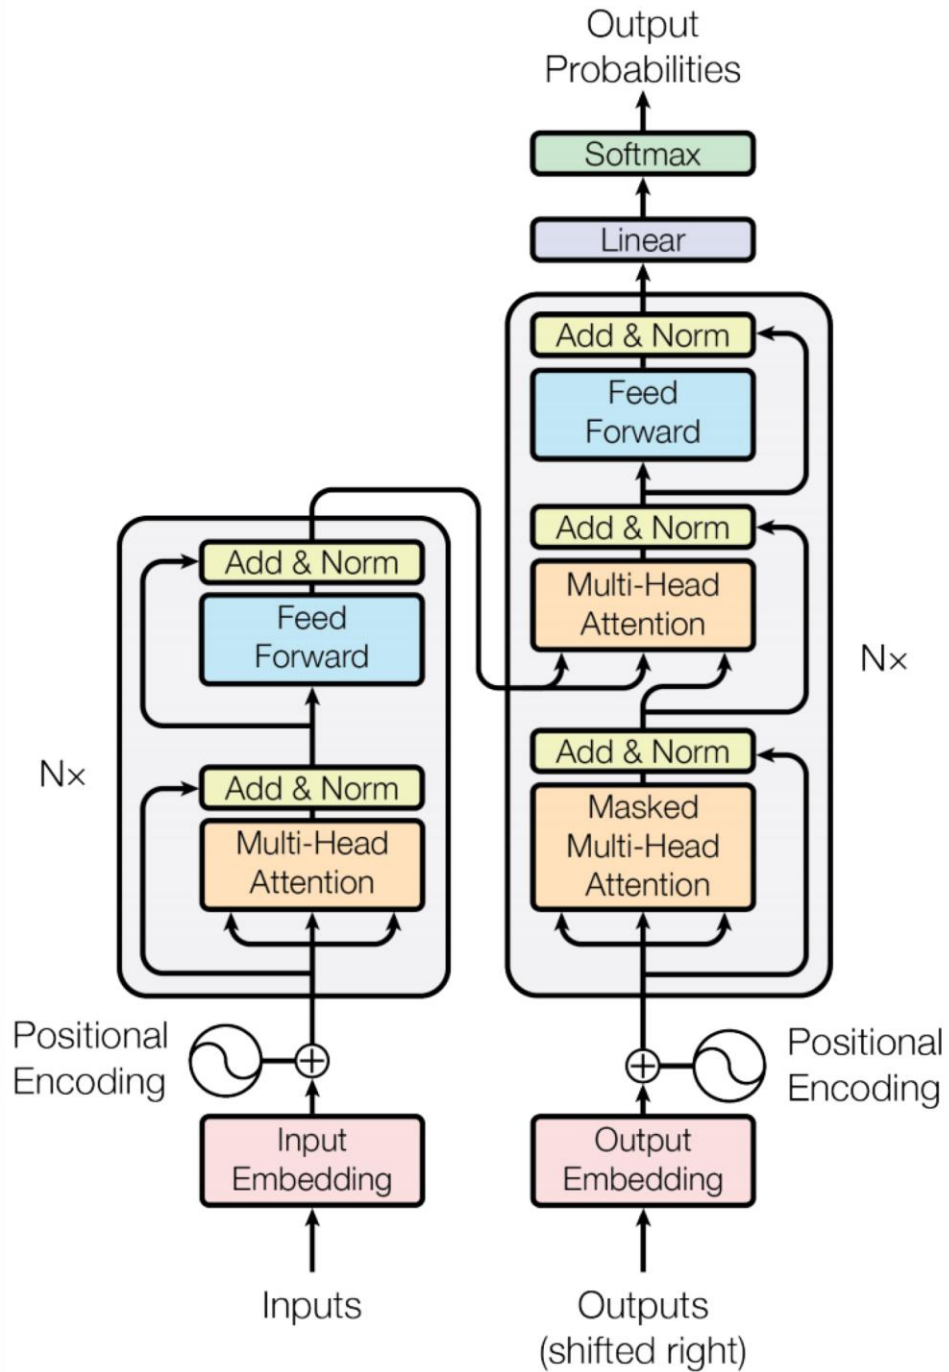 Output
Probabilities
Softmax
Linear
Add & Norm
Feed
Forward
Add & Norm
Multi-Head
Attention
Add & Norm
Masked
Multi-Head
Attention
Nx
Add & Norm
Feed
Forward
Add & Norm
Multi-Head
Attention
Nx
Positional
Encoding
Positional
Encoding
Input
Embedding
Output
Embedding
Inputs
Outputs
(shifted right)